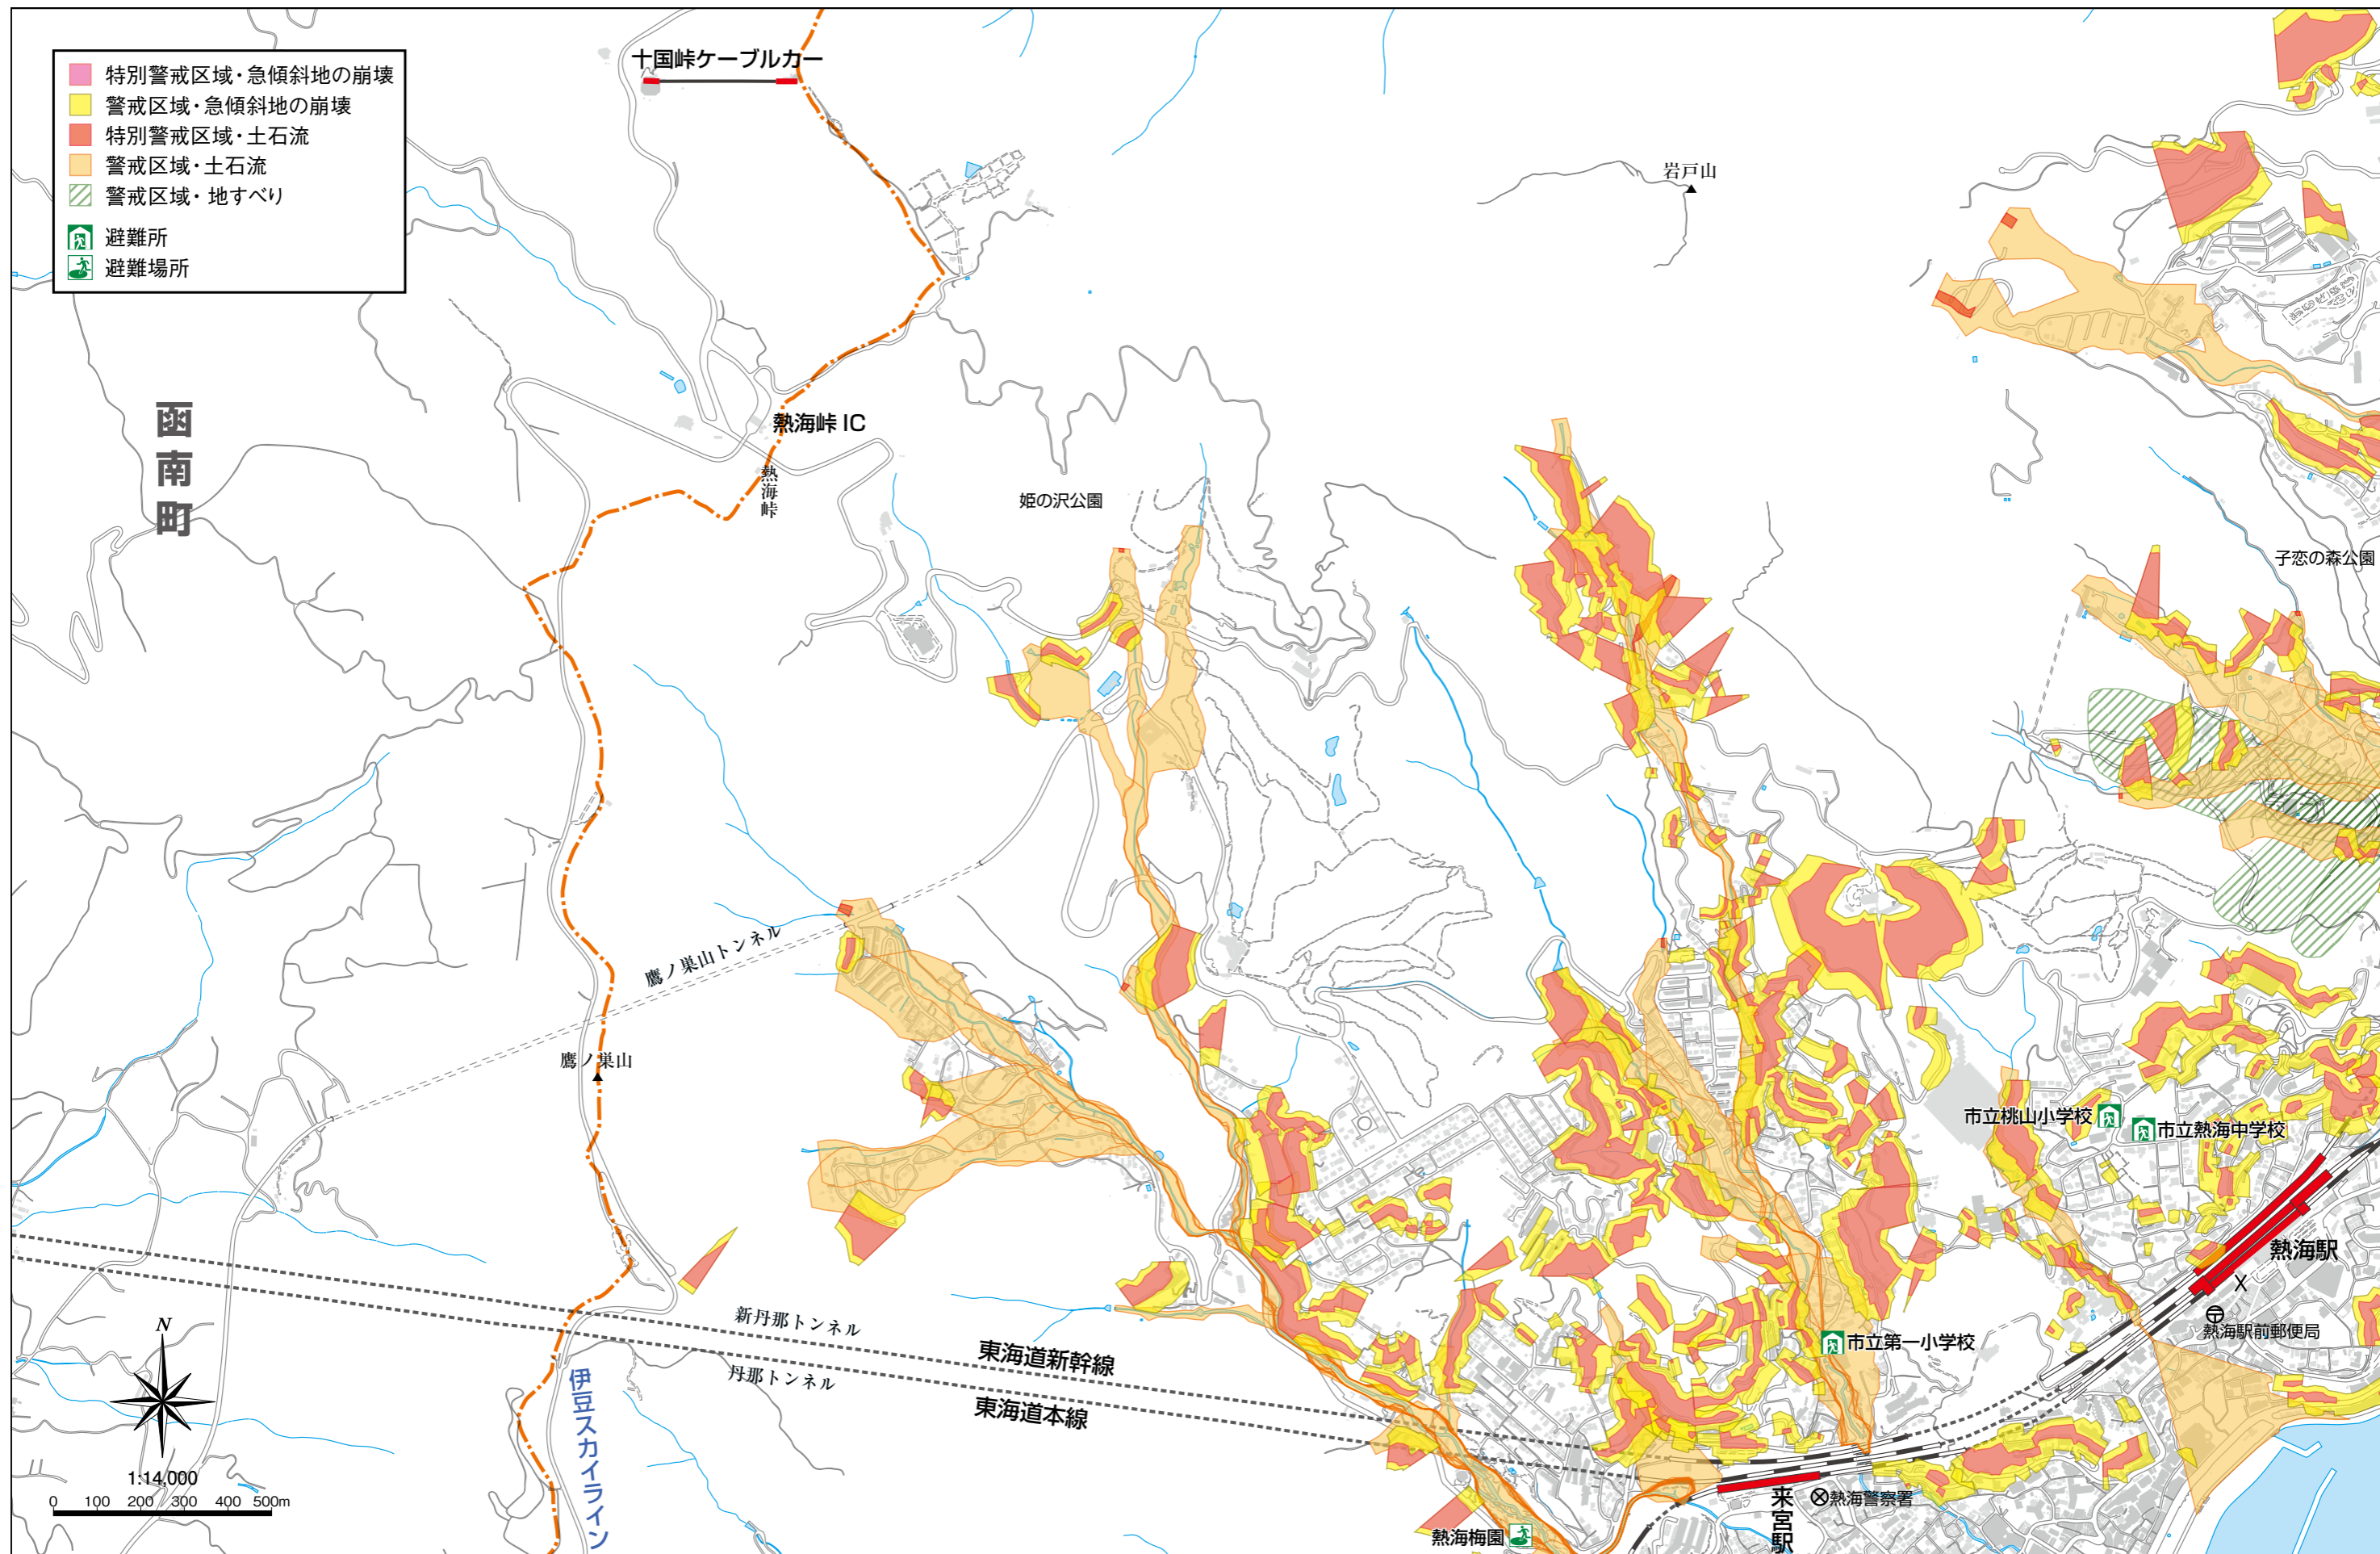 特別警戒区域・急傾斜地の崩壊
警戒区域・急傾斜地の崩壊
特別警戒区域・土石流
警戒区域・土石流
警戒区域・地すべり
避難所
避難場所
十国峠ケーブルカー
岩戸山
函南町
熱海峠 IC
熱海峠
姫の沢公園
子恋の森公園
鷹ノ巣山トンネル
鷹ノ巣山
市立桃山小学校
市立熱海中学校
熱海駅
熱海駅前郵便局
新丹那トンネル
東海道新幹線
丹那トンネル
東海道本線
市立第一小学校
伊豆スカイライン
来宮駅
熱海警察署
熱海梅園
N
1:14,000
0 100 200 300 400 500m